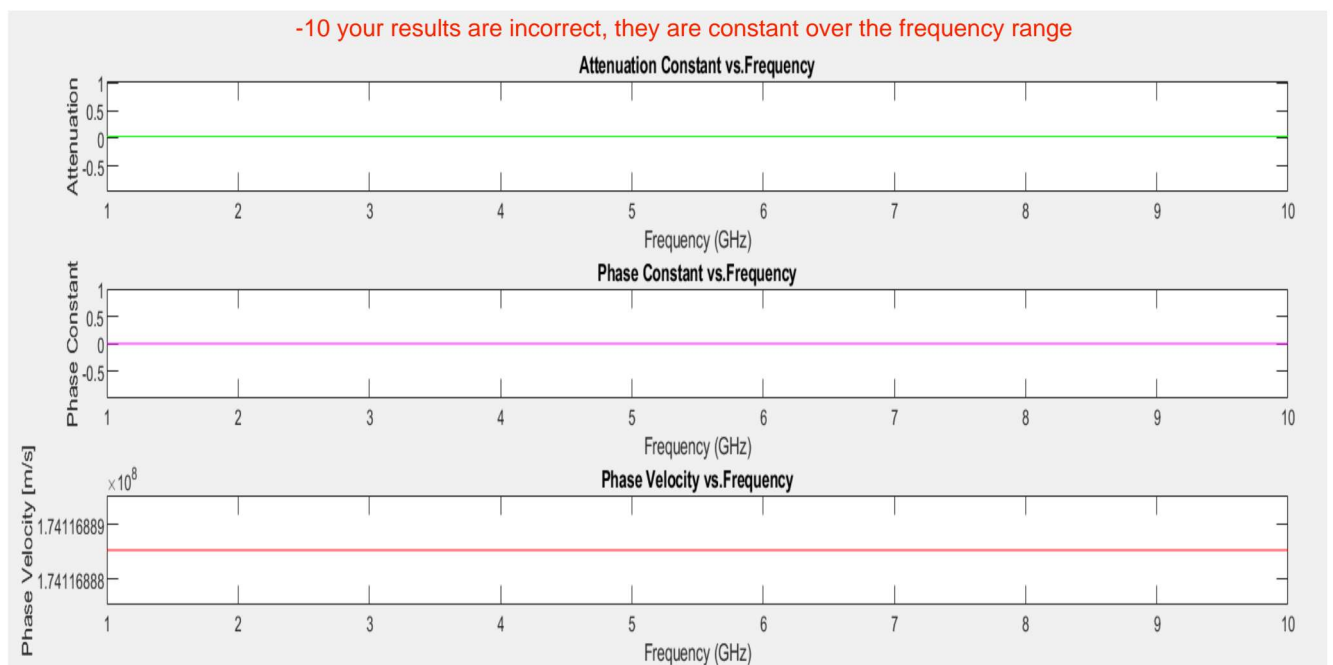 -10 your results are incorrect, they are constant over the frequency range
Attenuation Constant vs.Frequency
Attenuation
1
0.5
0
-0.5
1 2 3 4 5 6 7 8 9 10
Frequency (GHz)
Phase Constant vs.Frequency
Phase Constant
1
0.5
0
-0.5
1 2 3 4 5 6 7 8 9 10
Frequency (GHz)
Phase Velocity vs.Frequency
Phase Velocity [m/s]
×10^8
1.74116889
1.74116888
1 2 3 4 5 6 7 8 9 10
Frequency (GHz)